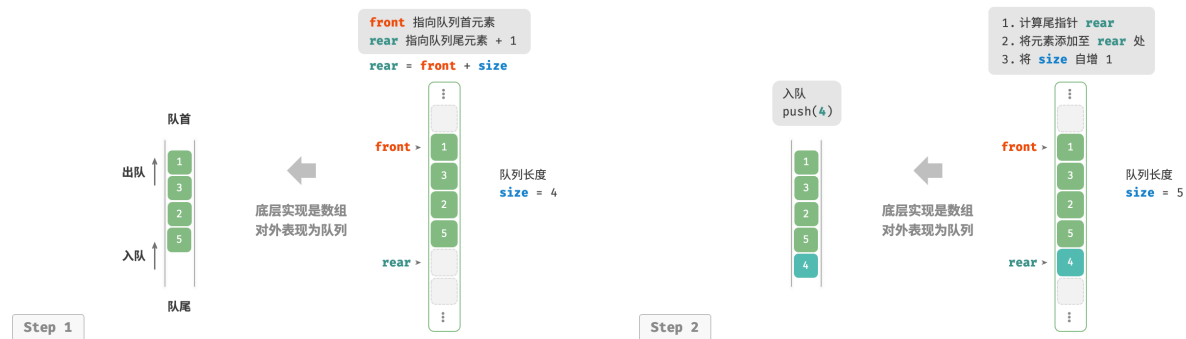 front 指向队列首元素
rear 指向队列尾元素 + 1
rear = front + size
⋮
队首
出队
入队
队尾
1
3
2
5
底层实现是数组
对外表现为队列
front
rear
1
3
2
5
⋮
队列长度
size = 4
Step 1
1. 计算尾指针 rear
2. 将元素添加至 rear 处
3. 将 size 自增 1
入队
push(4)
1
3
2
5
4
底层实现是数组
对外表现为队列
⋮
front
rear
1
3
2
5
4
⋮
队列长度
size = 5
Step 2